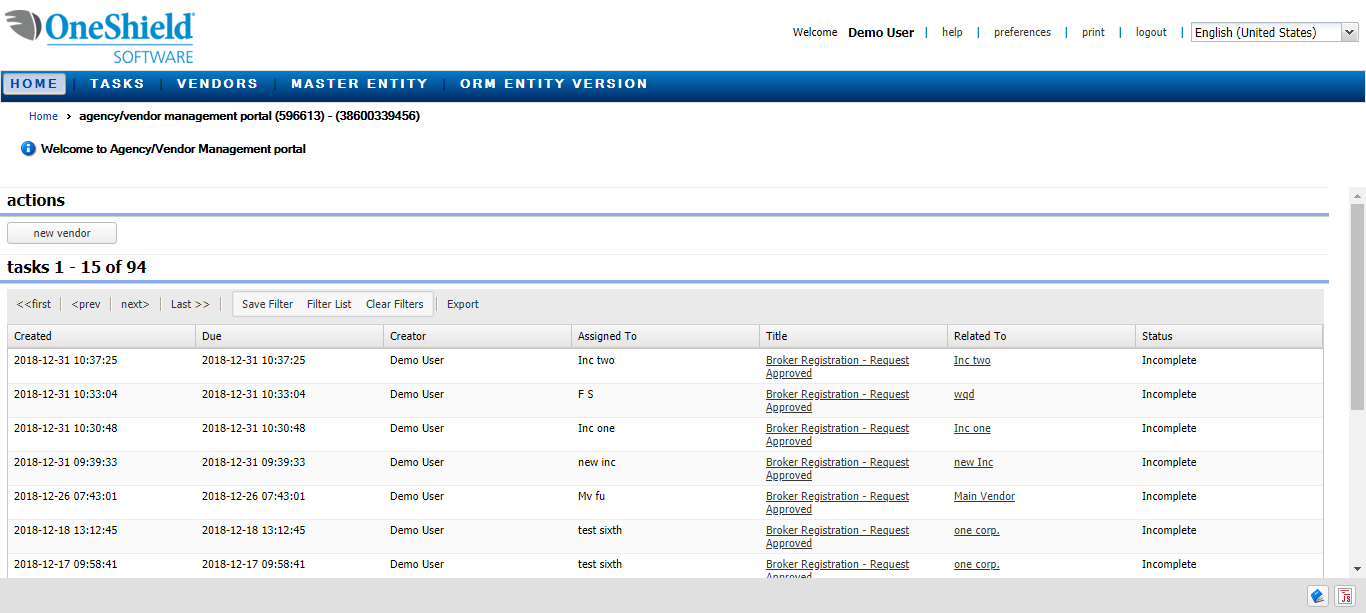 OneShield
SOFTWARE
Welcome Demo User | help | preferences | print | logout | English (United States)
HOME | TASKS | VENDORS | MASTER ENTITY | ORM ENTITY VERSION
Home > agency/vendor management portal (596613) - (38600339456)
Welcome to Agency/Vendor Management portal
actions
new vendor
tasks 1 - 15 of 94
<<first | <prev | next> | Last >> | Save Filter Filter List Clear Filters | Export
Created Due Creator Assigned To Title Related To Status
2018-12-31 10:37:25 2018-12-31 10:37:25 Demo User Inc two Broker Registration - Request Inc two Incomplete
Approved
2018-12-31 10:33:04 2018-12-31 10:33:04 Demo User F S Broker Registration - Request wqd Incomplete
Approved
2018-12-31 10:30:48 2018-12-31 10:30:48 Demo User Inc one Broker Registration - Request Inc one Incomplete
Approved
2018-12-31 09:39:33 2018-12-31 09:39:33 Demo User new inc Broker Registration - Request new Inc Incomplete
Approved
2018-12-26 07:43:01 2018-12-26 07:43:01 Demo User Mv fu Broker Registration - Request Main Vendor Incomplete
Approved
2018-12-18 13:12:45 2018-12-18 13:12:45 Demo User test sixth Broker Registration - Request one corp. Incomplete
Approved
2018-12-17 09:58:41 2018-12-17 09:58:41 Demo User test sixth Broker Registration - Request one corp. Incomplete
Approved
JS